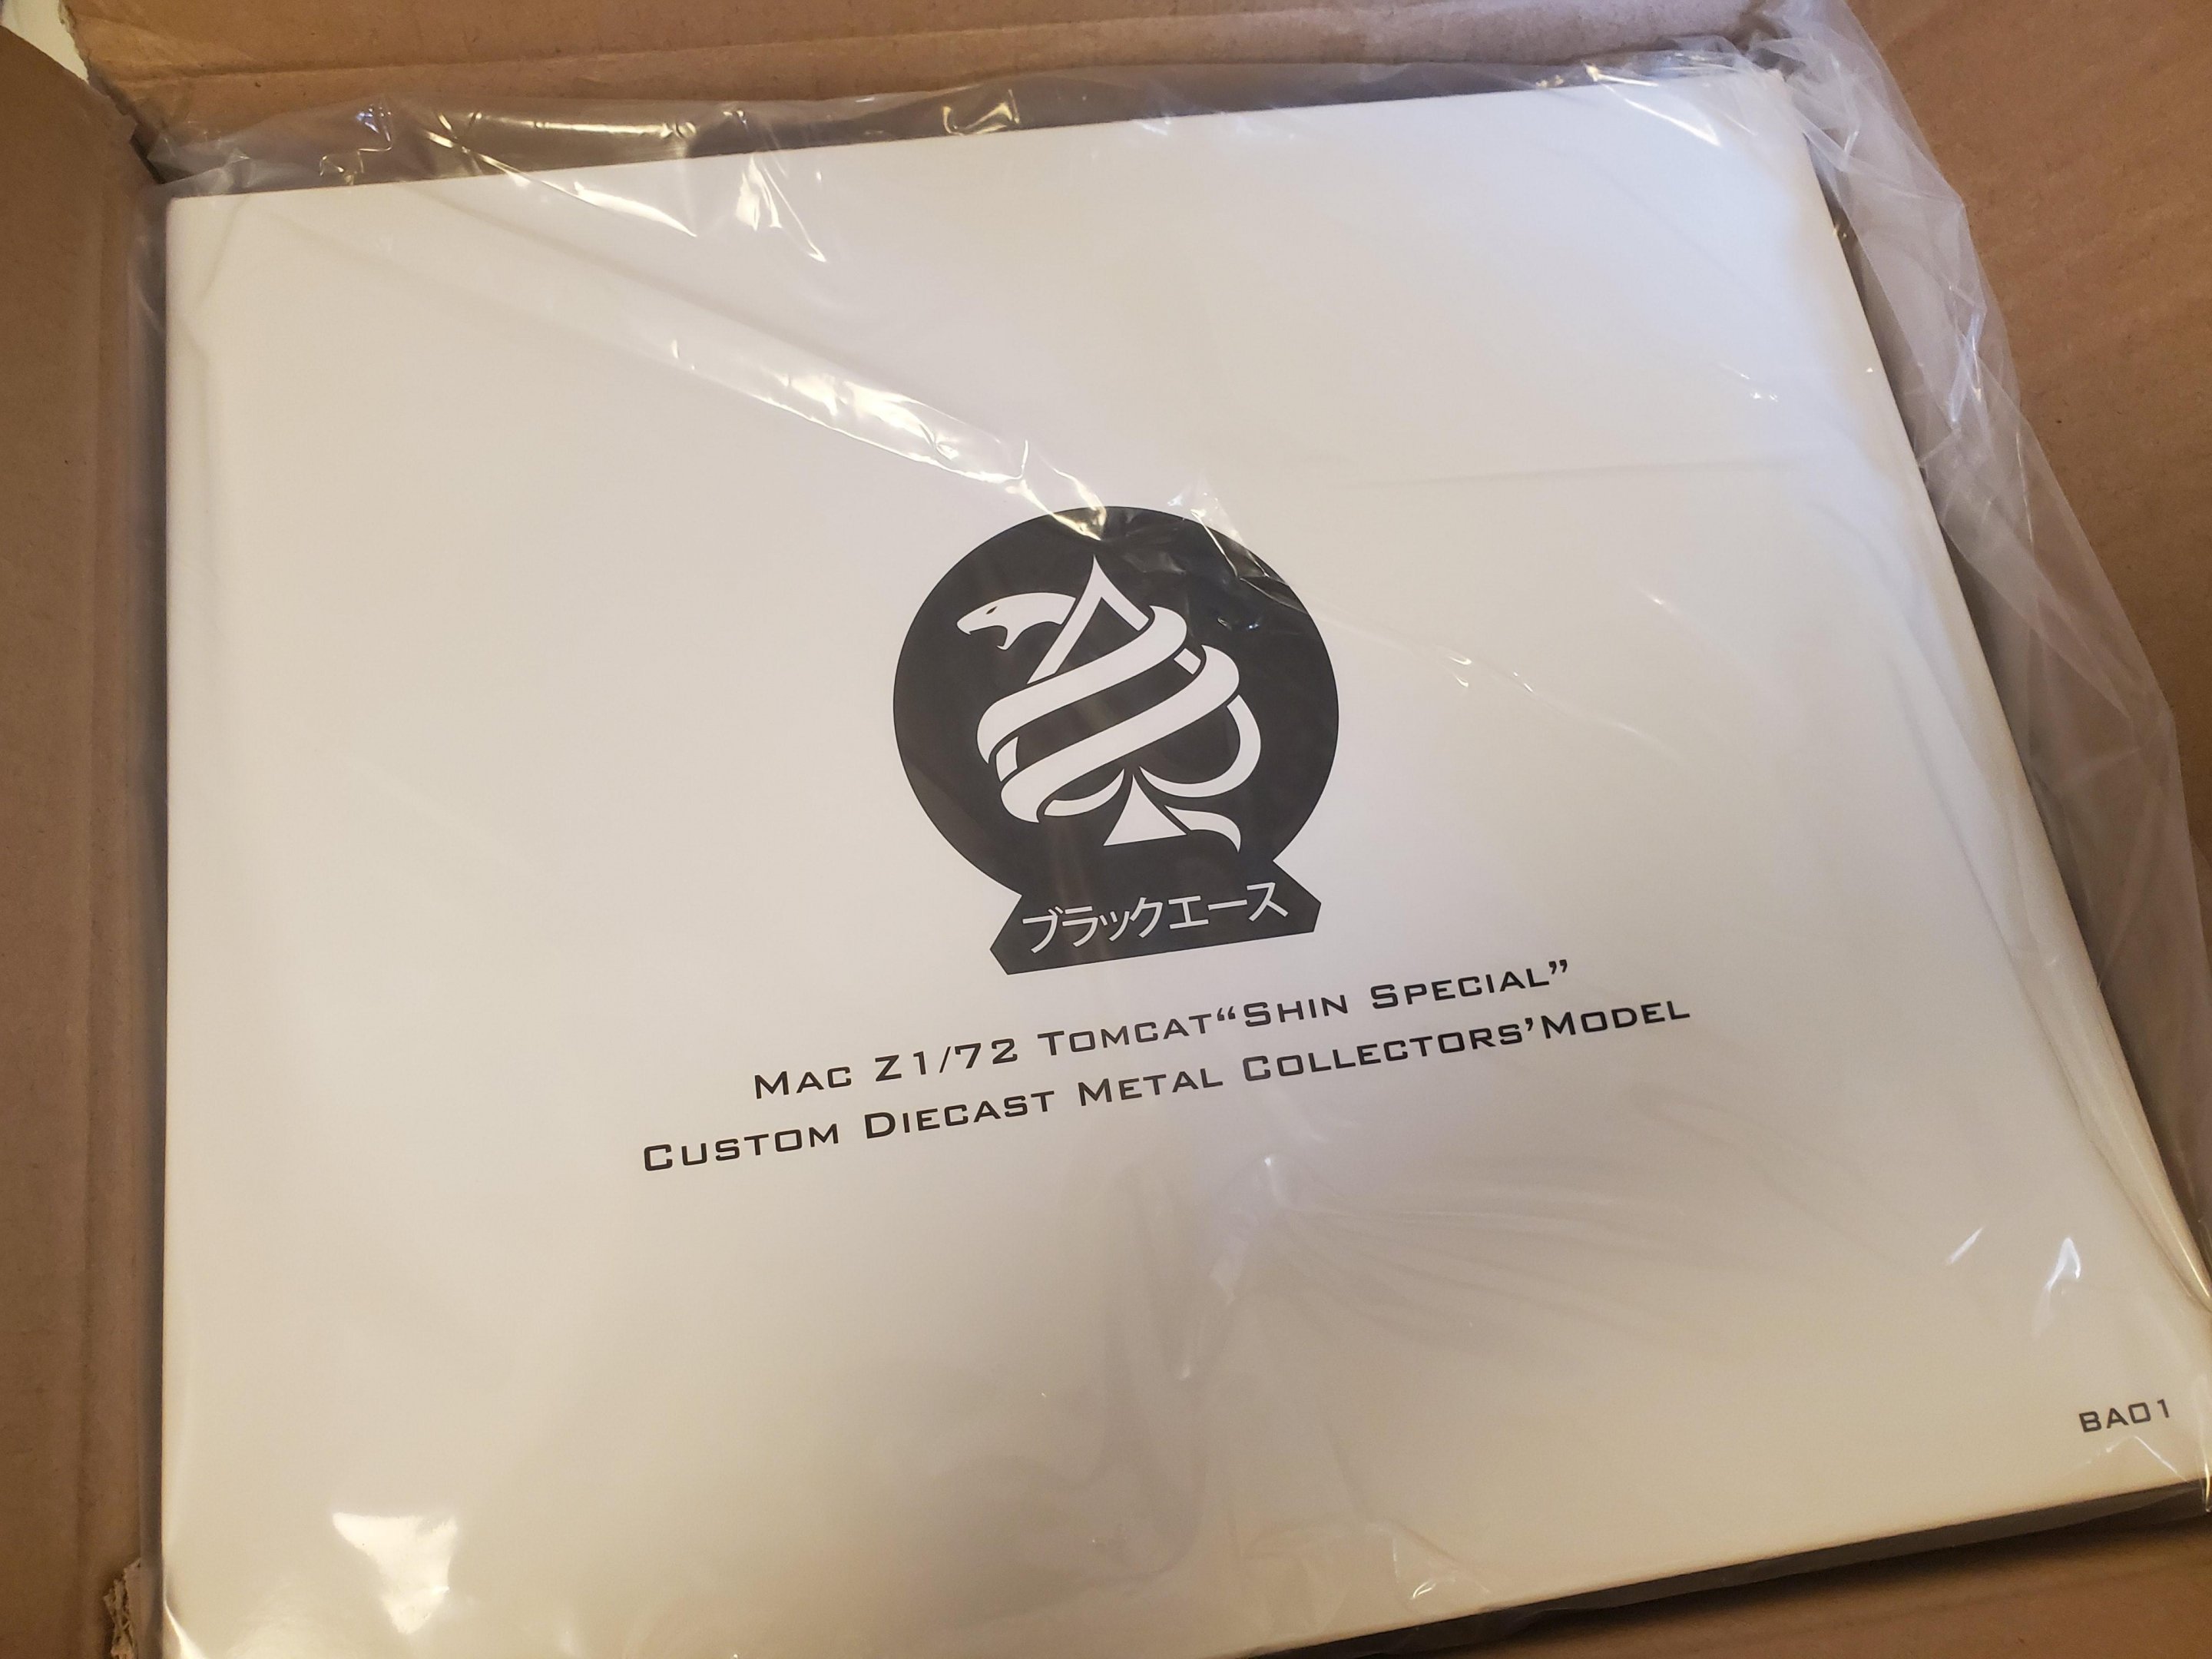 ブラックエース
MAC Z1/72 TOMCAT“SHIN SPECIAL”
CUSTOM DIECAST METAL COLLECTORS’MODEL
BA01